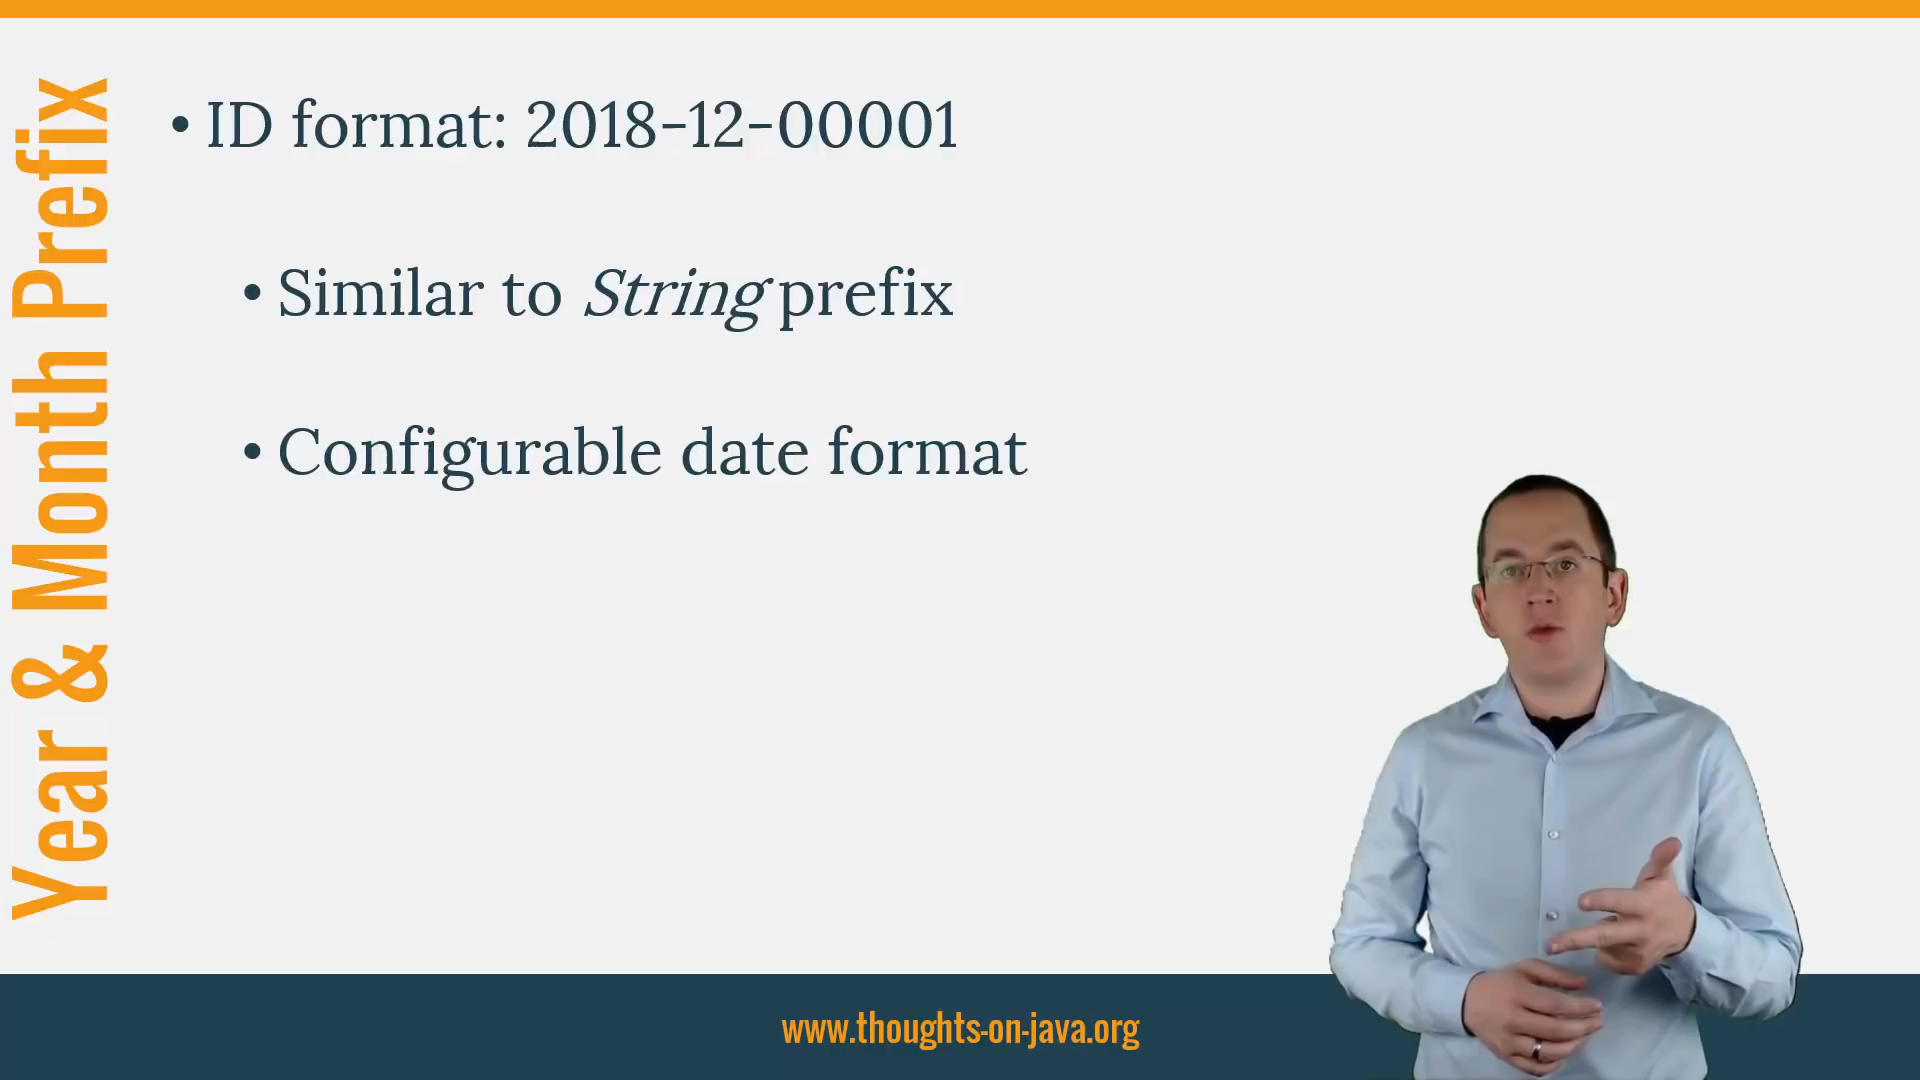 Year & Month Prefix
• ID format: 2018-12-00001
• Similar to String prefix
• Configurable date format
www.thoughts-on-java.org